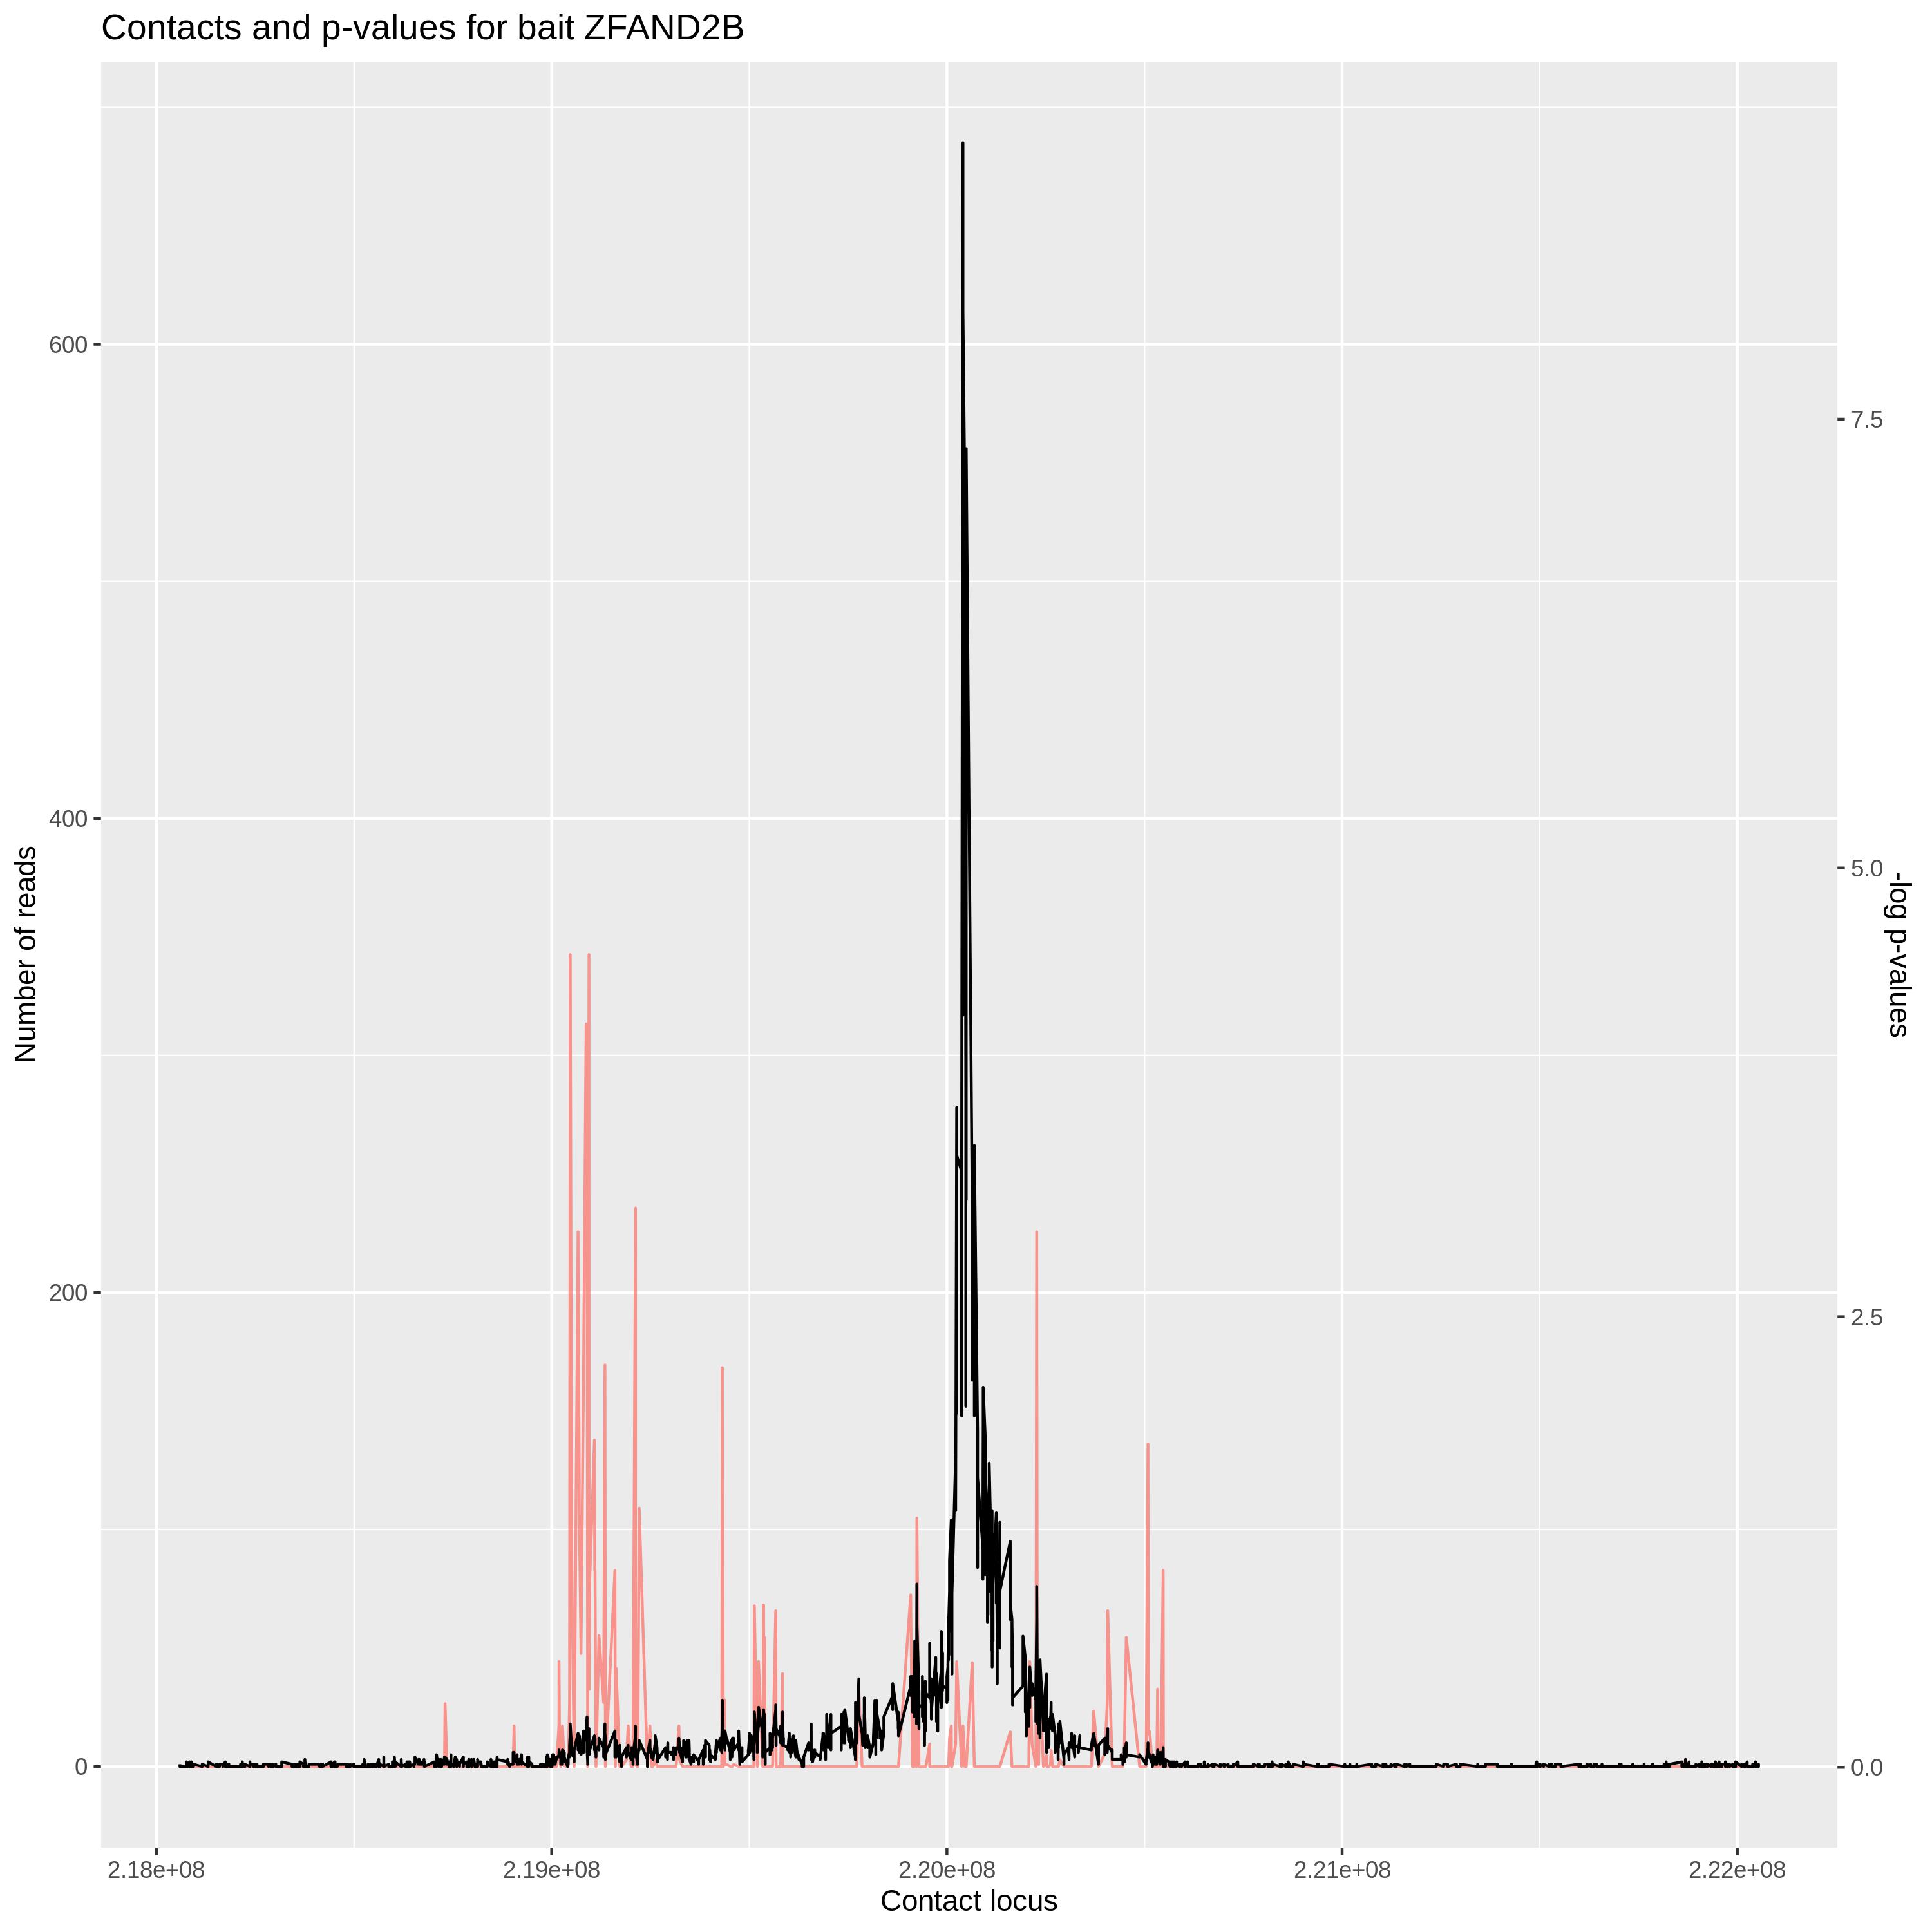 Contacts and p-values for bait ZFAND2B
Number of reads
600
400
200
0
7.5
5.0
2.5
0.0
-log p-values
2.18e+08
2.19e+08
2.20e+08
2.21e+08
2.22e+08
Contact locus